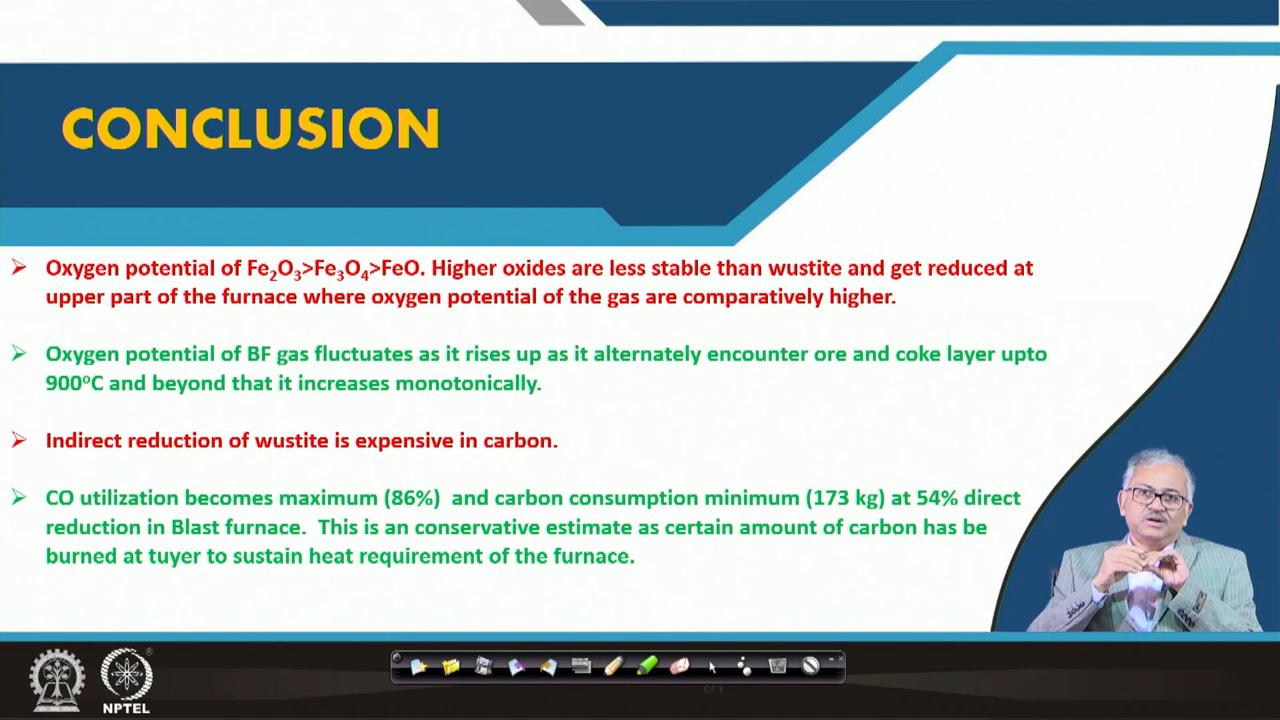 CONCLUSION
➢ Oxygen potential of Fe₂O₃>Fe₃O₄>FeO. Higher oxides are less stable than wustite and get reduced at
upper part of the furnace where oxygen potential of the gas are comparatively higher.
➢ Oxygen potential of BF gas fluctuates as it rises up as it alternately encounter ore and coke layer upto
900°C and beyond that it increases monotonically.
➢ Indirect reduction of wustite is expensive in carbon.
➢ CO utilization becomes maximum (86%) and carbon consumption minimum (173 kg) at 54% direct
reduction in Blast furnace. This is an conservative estimate as certain amount of carbon has be
burned at tuyer to sustain heat requirement of the furnace.
NPTEL